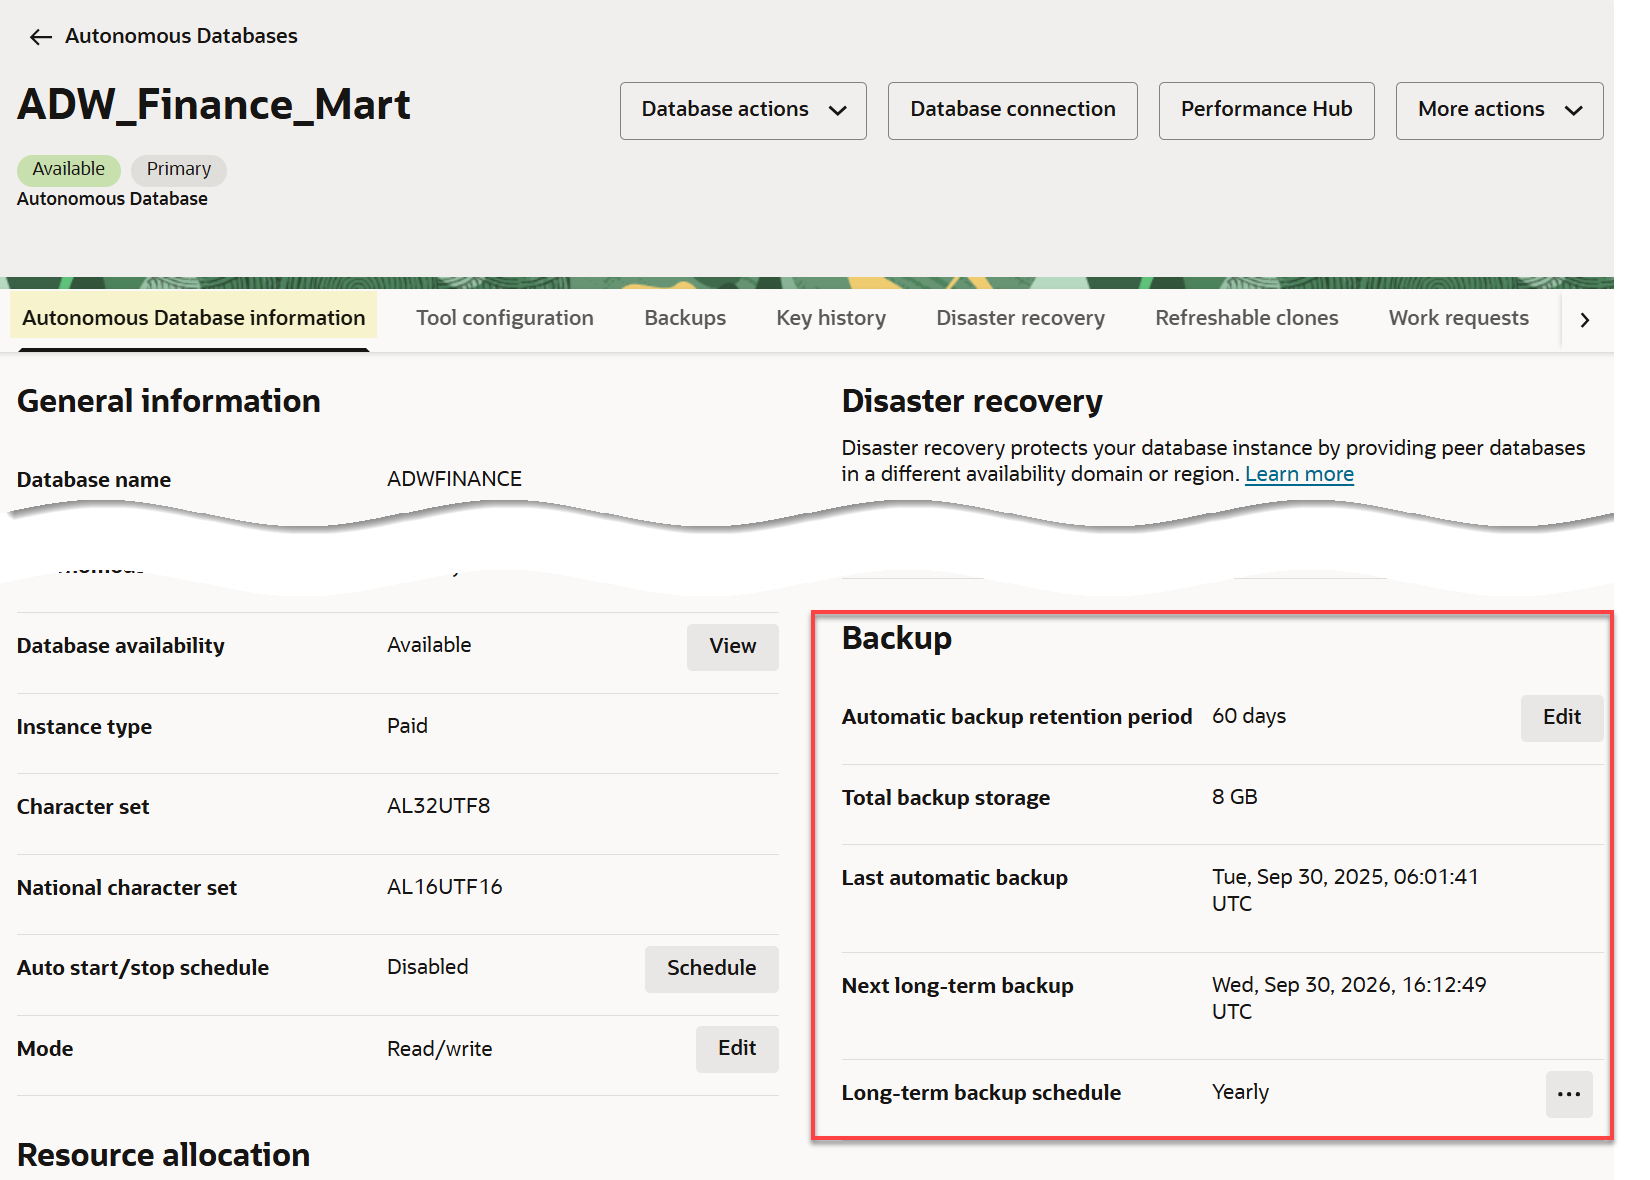 Autonomous Databases
ADW_Finance_Mart
Database actions
Database connection
Performance Hub
More actions
Available
Primary
Autonomous Database
Autonomous Database information
Tool configuration
Backups
Key history
Disaster recovery
Refreshable clones
Work requests
General information
Database name
ADWFINANCE
Disaster recovery
Disaster recovery protects your database instance by providing peer databases
in a different availability domain or region. Learn more
Database availability
Available
View
Instance type
Paid
Character set
AL32UTF8
National character set
AL16UTF16
Auto start/stop schedule
Disabled
Schedule
Mode
Read/write
Edit
Resource allocation
Backup
Automatic backup retention period
60 days
Edit
Total backup storage
8 GB
Last automatic backup
Tue, Sep 30, 2025, 06:01:41
UTC
Next long-term backup
Wed, Sep 30, 2026, 16:12:49
UTC
Long-term backup schedule
Yearly